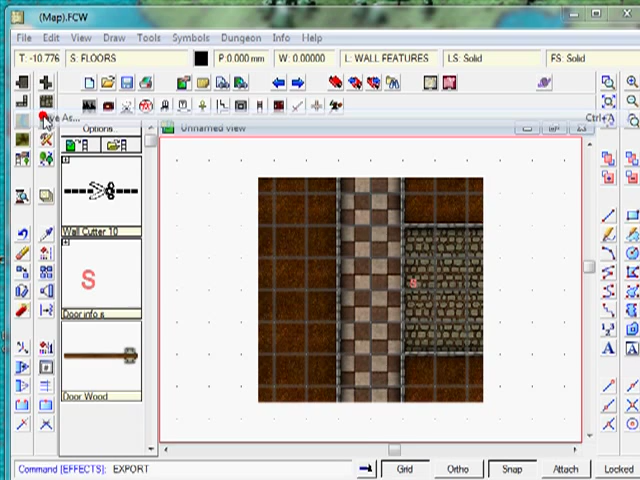 (Map).FCW
File Edit View Draw Tools Symbols Dungeon Info Help
T: -10.776 S: FLOORS P:0.000 mm W: 0.00000 L: WALL FEATURES LS: Solid FS: Solid
As... Ctrl+A
Options.. Unnamed view
Wall Cutter 10
S
S
Door info s
Door Wood
A A
Command [EFFECTS]: EXPORT Grid Ortho Snap Attach Locked